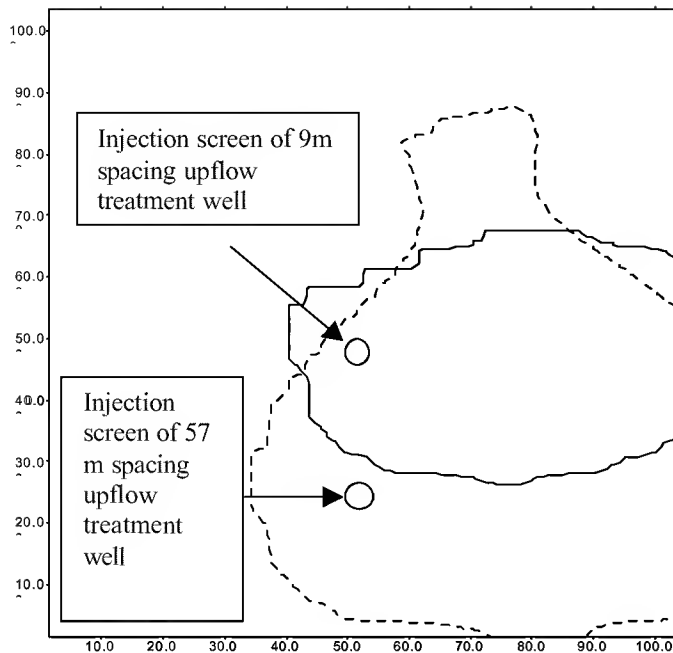 100.0
90.0
Injection screen of 9m
spacing upflow
treatment well
80.0
70.0
60.0
50.0
Injection
screen of 57
m spacing
upflow
treatment
well
40.0
30.0
20.0
10.0
10.0 20.0 30.0 40.0 50.0 60.0 70.0 80.0 90.0 100.0